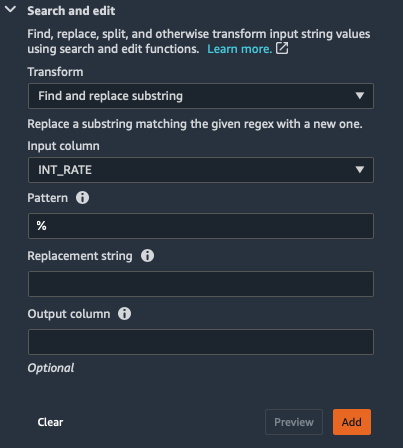 Search and edit
Find, replace, split, and otherwise transform input string values
using search and edit functions. Learn more.
Transform
Find and replace substring
Replace a substring matching the given regex with a new one.
Input column
INT_RATE
Pattern
%
Replacement string
Output column
Optional
Clear
Preview
Add